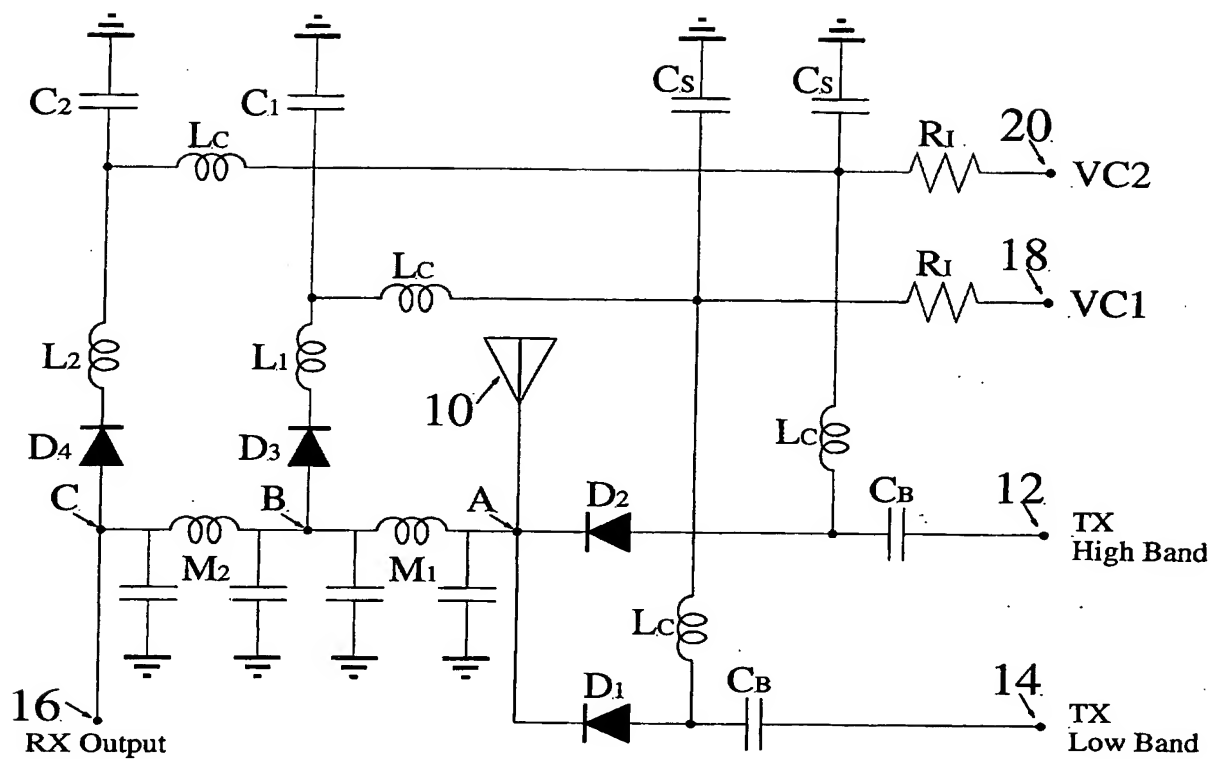 C2
C1
CS
CS
LC
RI
20
VC2
LC
RI
18
VC1
L2
L1
10
LC
D4
D3
C
B
A
D2
CB
12
TX
High Band
M2
M1
LC
16
RX Output
D1
CB
14
TX
Low Band